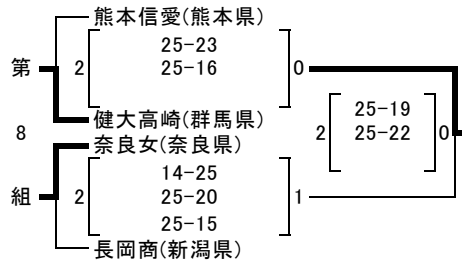 熊本信愛(熊本県)
25-23
第 2 25-16 0
健大高崎(群馬県)
25-19
8 2 25-22 0
奈良女(奈良県)
14-25
組 2 25-20 1
25-15
長岡商(新潟県)